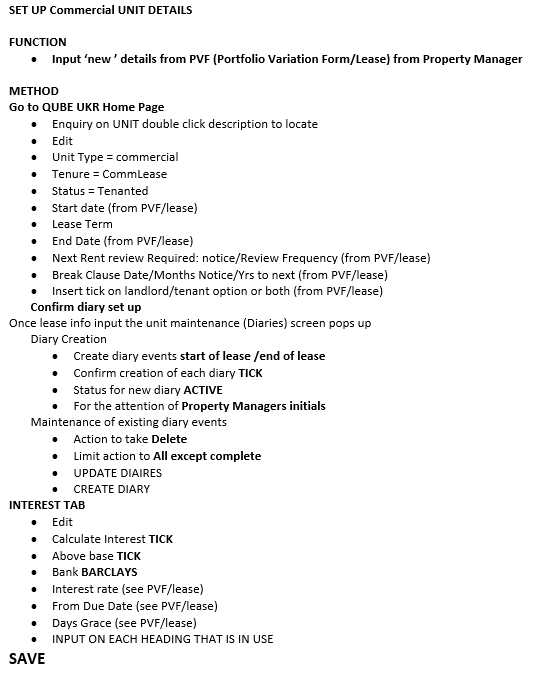 SET UP Commercial UNIT DETAILS
FUNCTION
• Input ‘new ’ details from PVF (Portfolio Variation Form/Lease) from Property Manager
METHOD
Go to QUBE UKR Home Page
• Enquiry on UNIT double click description to locate
• Edit
• Unit Type = commercial
• Tenure = CommLease
• Status = Tenanted
• Start date (from PVF/lease)
• Lease Term
• End Date (from PVF/lease)
• Next Rent review Required: notice/Review Frequency (from PVF/lease)
• Break Clause Date/Months Notice/Yrs to next (from PVF/lease)
• Insert tick on landlord/tenant option or both (from PVF/lease)
Confirm diary set up
Once lease info input the unit maintenance (Diaries) screen pops up
Diary Creation
• Create diary events start of lease /end of lease
• Confirm creation of each diary TICK
• Status for new diary ACTIVE
• For the attention of Property Managers initials
Maintenance of existing diary events
• Action to take Delete
• Limit action to All except complete
• UPDATE DIAIRES
• CREATE DIARY
INTEREST TAB
• Edit
• Calculate Interest TICK
• Above base TICK
• Bank BARCLAYS
• Interest rate (see PVF/lease)
• From Due Date (see PVF/lease)
• Days Grace (see PVF/lease)
• INPUT ON EACH HEADING THAT IS IN USE
SAVE